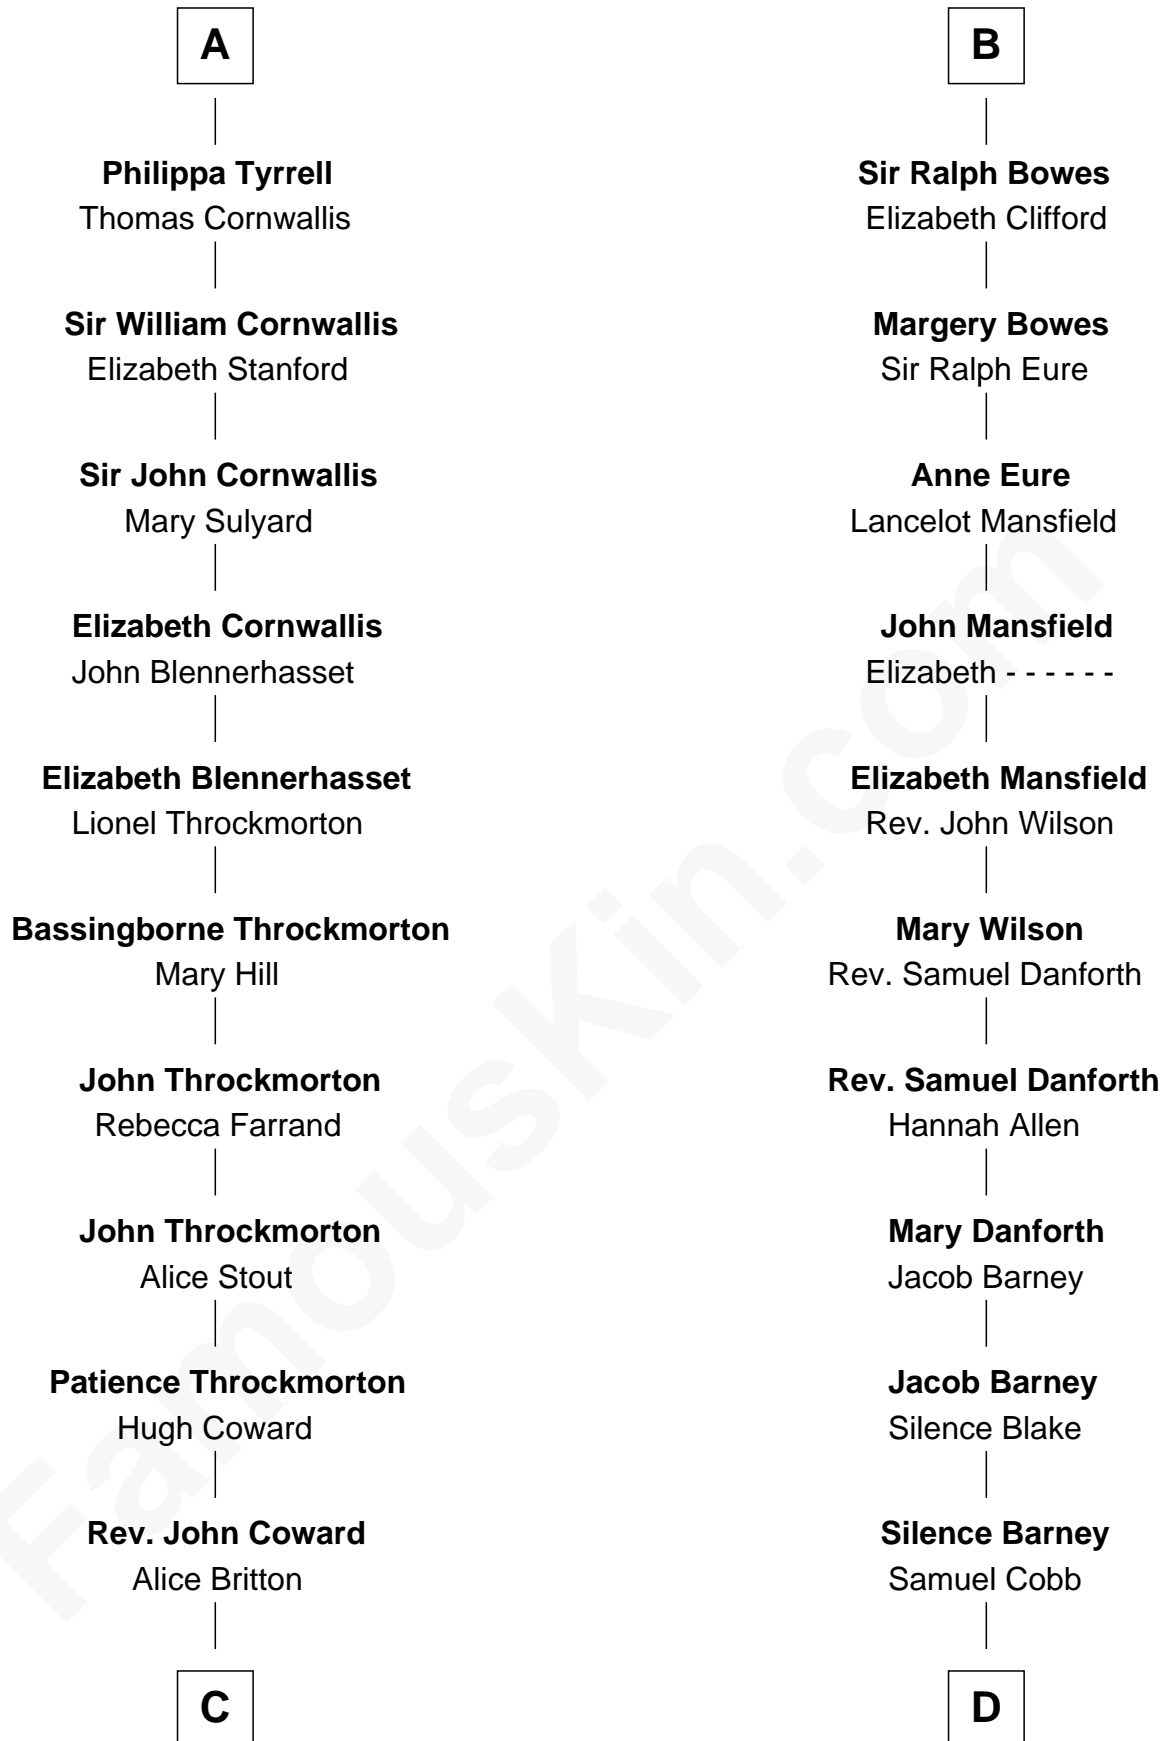 A
Philippa Tyrrell
Thomas Cornwallis
Sir William Cornwallis
Elizabeth Stanford
Sir John Cornwallis
Mary Sulyard
Elizabeth Cornwallis
John Blennerhasset
Elizabeth Blennerhasset
Lionel Throckmorton
Bassingborne Throckmorton
Mary Hill
John Throckmorton
Rebecca Farrand
John Throckmorton
Alice Stout
Patience Throckmorton
Hugh Coward
Rev. John Coward
Alice Britton
C
B
Sir Ralph Bowes
Elizabeth Clifford
Margery Bowes
Sir Ralph Eure
Anne Eure
Lancelot Mansfield
John Mansfield
Elizabeth - - - - - -
Elizabeth Mansfield
Rev. John Wilson
Mary Wilson
Rev. Samuel Danforth
Rev. Samuel Danforth
Hannah Allen
Mary Danforth
Jacob Barney
Jacob Barney
Silence Blake
Silence Barney
Samuel Cobb
D
FamousKin.com